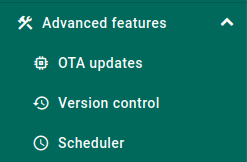 Advanced features
OTA updates
Version control
Scheduler